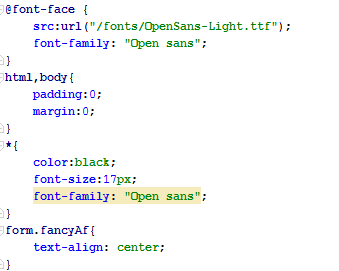 @font-face {
src:url("/fonts/OpenSans-Light.ttf");
font-family: "Open sans";
}
html,body{
padding:0;
margin:0;
}
*{
color:black;
font-size:17px;
font-family: "Open sans";
}
form.fancyAf{
text-align: center;
}